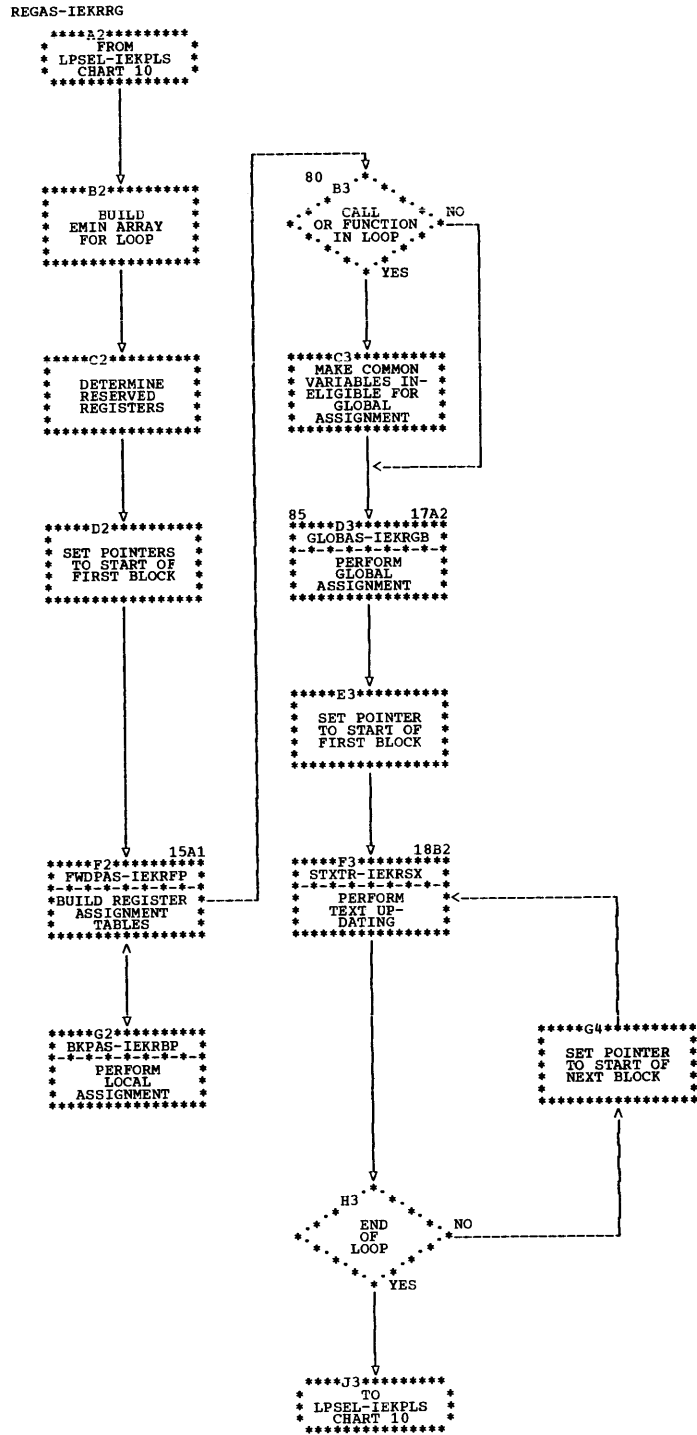 REGAS-IEKRRG
A2
FROM
LPSEL-IEKPLS
CHART 10
B2
BUILD
EMIN ARRAY
FOR LOOP
C2
DETERMINE
RESERVED
REGISTERS
D2
SET POINTERS
TO START OF
FIRST BLOCK
15A1
F2
FWDPAS-IEKRFP
BUILD REGISTER
ASSIGNMENT
TABLES
G2
BKPAS-IEKRBP
PERFORM
LOCAL
ASSIGNMENT
80
B3
CALL
OR FUNCTION
IN LOOP
NO
YES
C3
MAKE COMMON
VARIABLES IN-
ELIGIBLE FOR
GLOBAL
ASSIGNMENT
85
17A2
D3
GLOBAS-IEKRGB
PERFORM
GLOBAL
ASSIGNMENT
E3
SET POINTER
TO START OF
FIRST BLOCK
18B2
F3
STXTR-IEKRSX
PERFORM
TEXT UP-
DATING
G4
SET POINTER
TO START OF
NEXT BLOCK
H3
END
OF
LOOP
NO
YES
J3
TO
LPSEL-IEKPLS
CHART 10